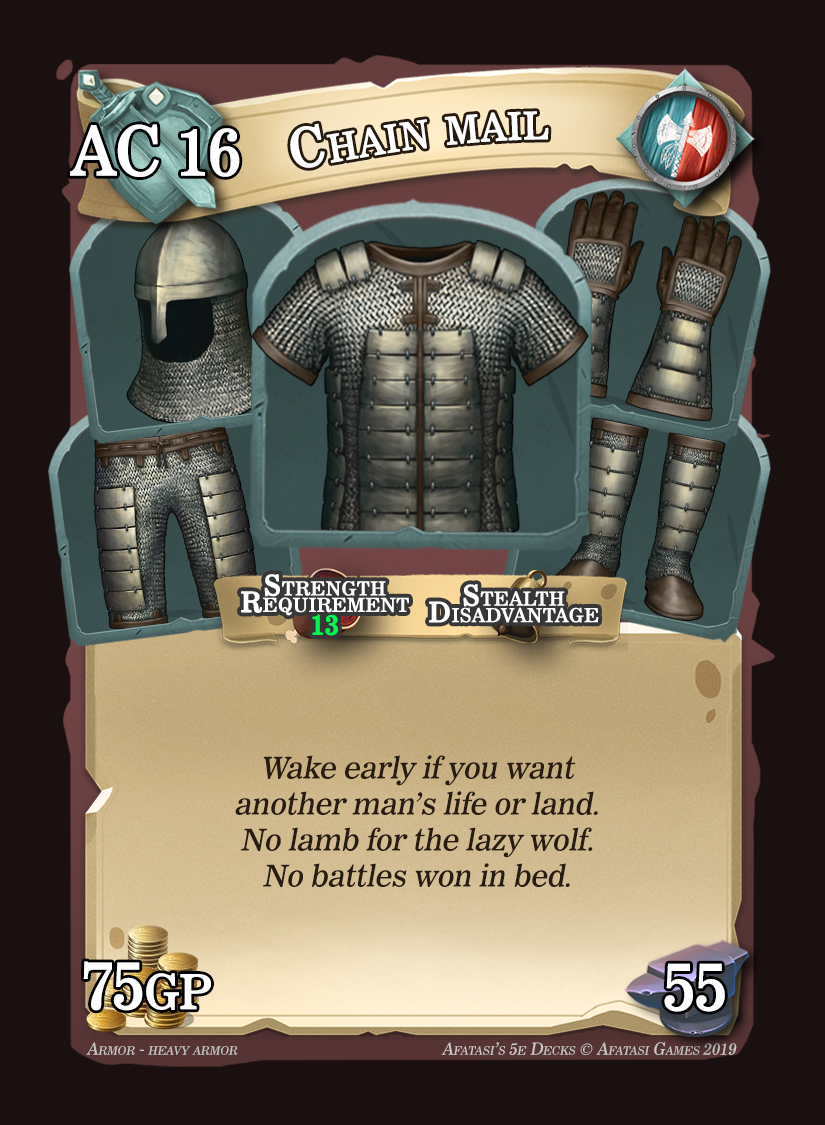 AC 16
Chain mail
Strength
Requirement
13
Stealth
Disadvantage
Wake early if you want
another man's life or land.
No lamb for the lazy wolf.
No battles won in bed.
75GP
55
Armor - heavy armor
Afatasi's 5e Decks © Afatasi Games 2019